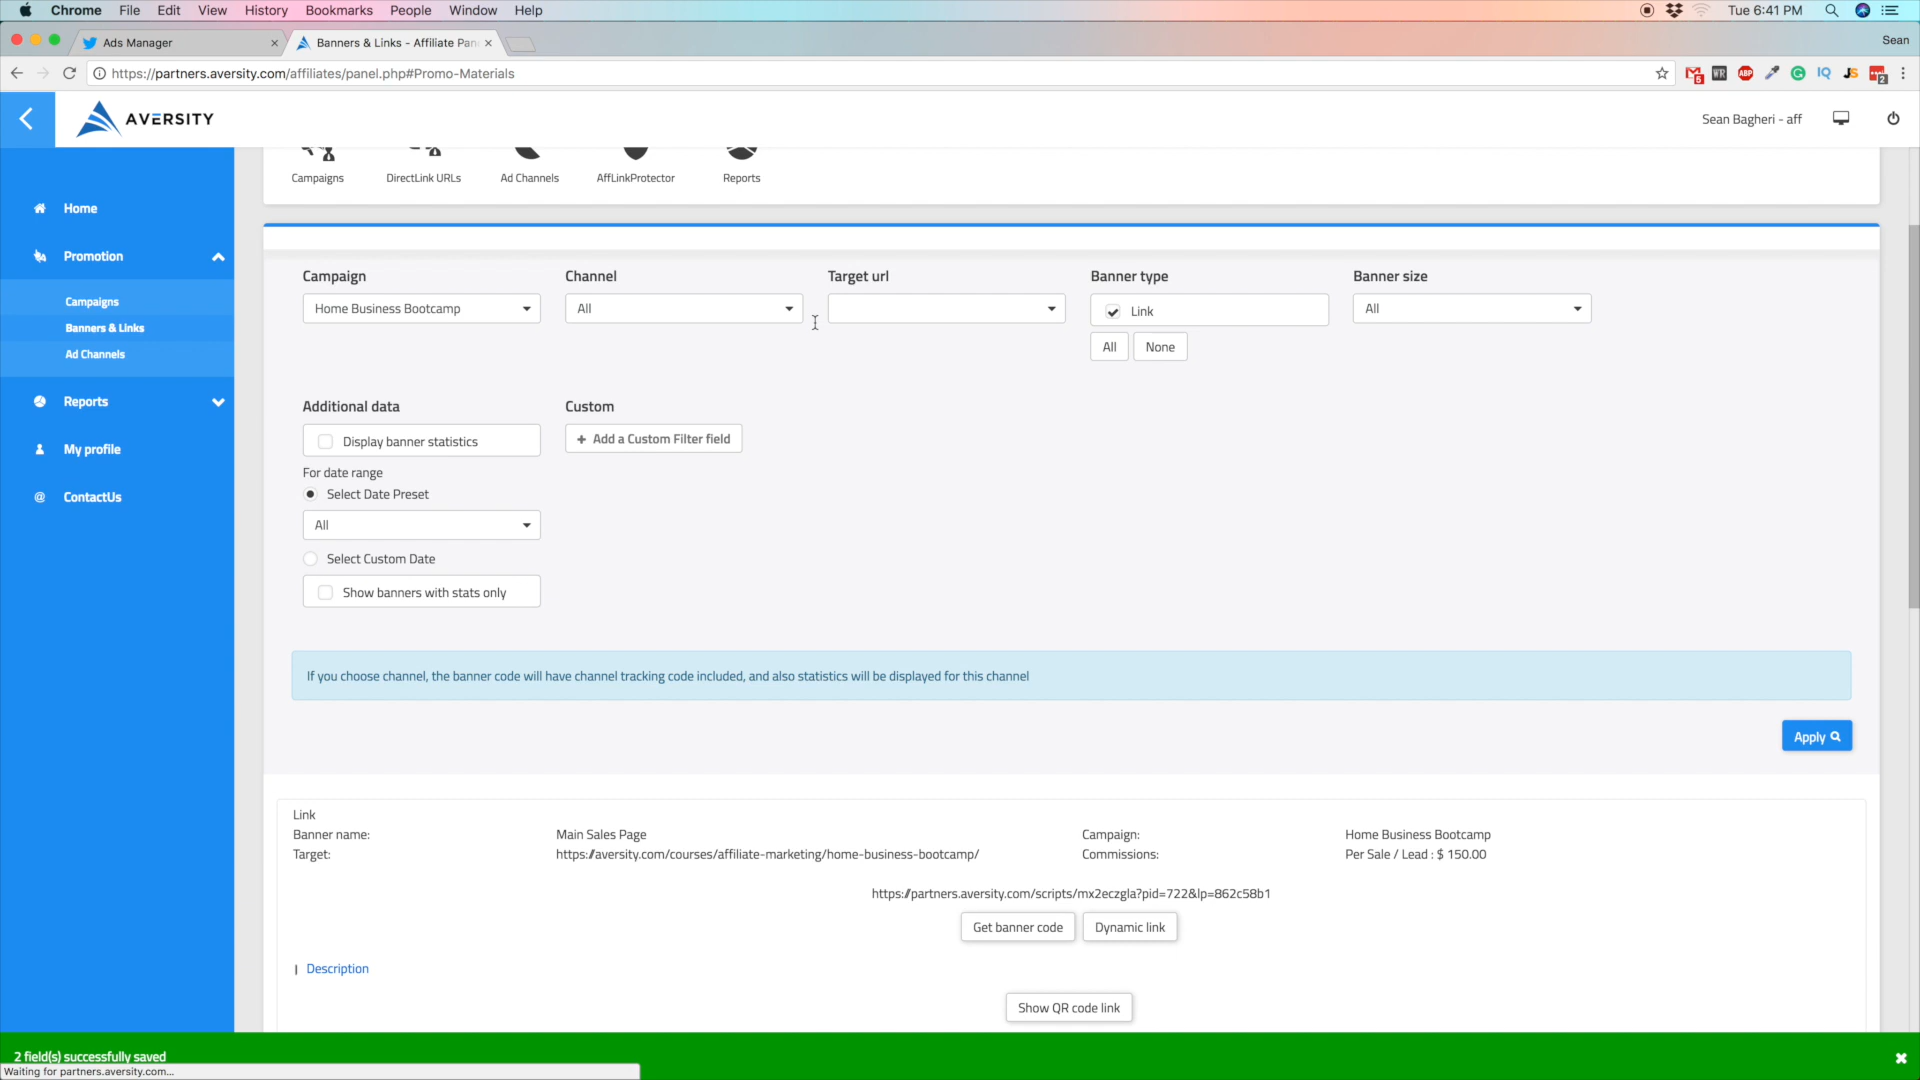 Chrome File Edit View History Bookmarks People Window Help Tue 6:41 PM
Ads Manager Banners & Links - Affiliate Pan Sean
https://partners.aversity.com/affiliates/panel.php#Promo-Materials
AVERSITY Sean Bagheri - aff
Campaigns DirectLink URLs Ad Channels AffLinkProtector Reports
Home
Promotion
Campaigns
Banners & Links
Ad Channels
Reports
My profile
@ ContactUs
Campaign Channel Target url Banner type Banner size
Home Business Bootcamp All Link All
All None
Additional data Custom
Display banner statistics + Add a Custom Filter field
For date range
Select Date Preset
All
Select Custom Date
Show banners with stats only
If you choose channel, the banner code will have channel tracking code included, and also statistics will be displayed for this channel
Apply
Link
Banner name: Main Sales Page Campaign: Home Business Bootcamp
Target: https://aversity.com/courses/affiliate-marketing/home-business-bootcamp/ Commissions: Per Sale / Lead : $ 150.00
https://partners.aversity.com/scripts/mx2eczgla?pid=722&lp=862c58b1
Get banner code Dynamic link
| Description
Show QR code link
2 field(s) successfully saved
Waiting for partners.aversity.com...